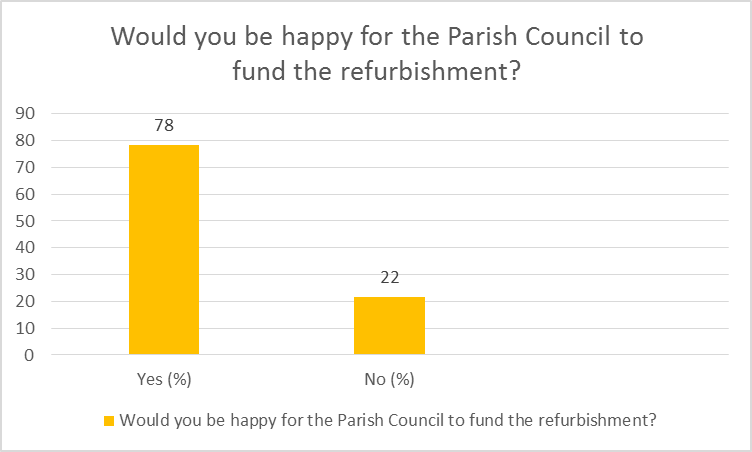 Would you be happy for the Parish Council to
fund the refurbishment?
90
80
70
60
50
40
30
20
10
0
78
22
Yes (%)
No (%)
Would you be happy for the Parish Council to fund the refurbishment?